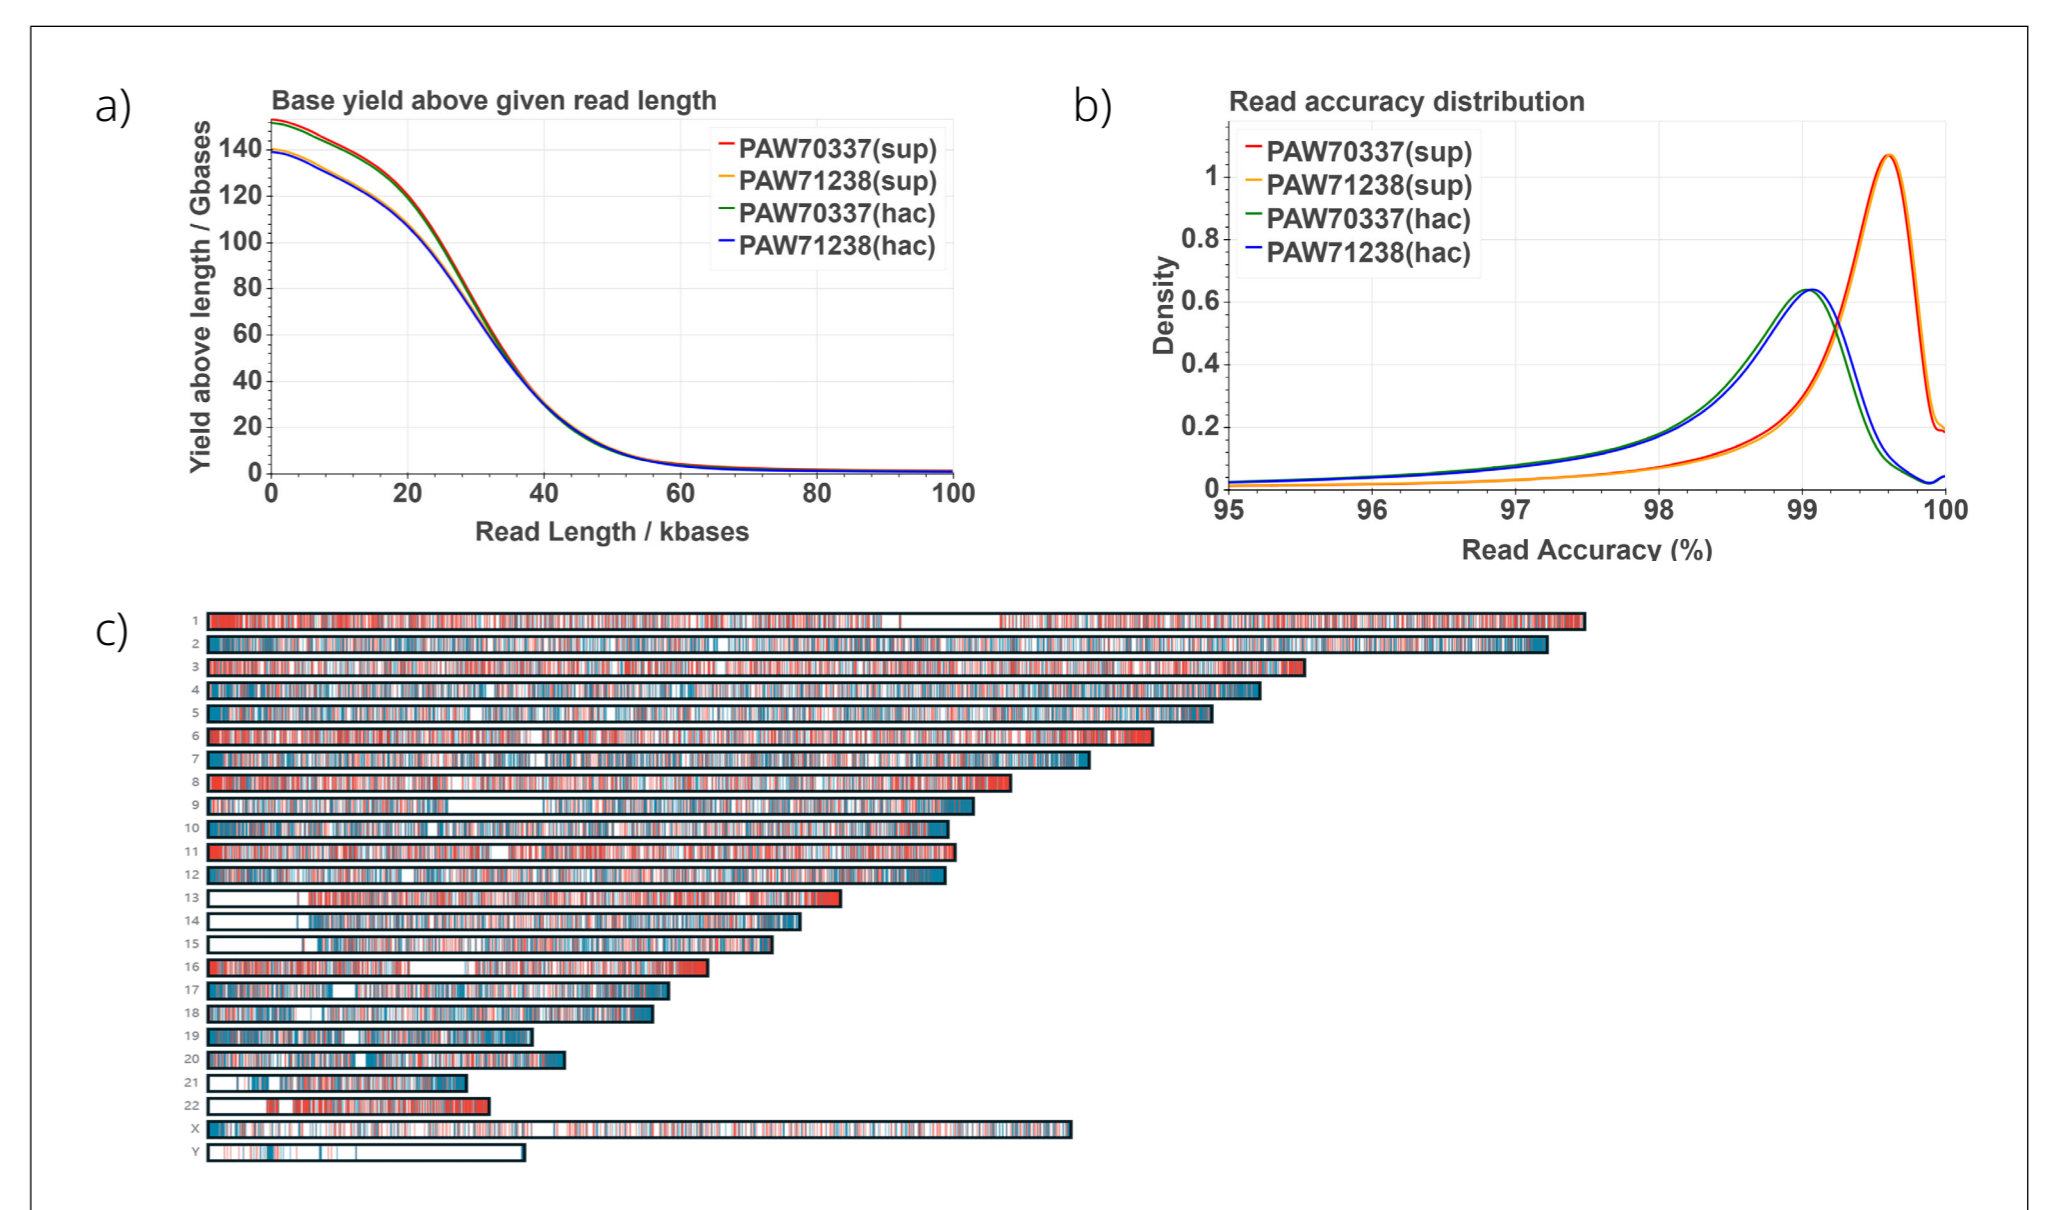 a)
Base yield above given read length
Yield above length / Gbases
140
120
100
80
60
40
20
0
PAW70337(sup)
PAW71238(sup)
PAW70337(hac)
PAW71238(hac)
0 20 40 60 80 100
Read Length / kbases
b)
Read accuracy distribution
Density
1
0.8
0.6
0.4
0.2
0
PAW70337(sup)
PAW71238(sup)
PAW70337(hac)
PAW71238(hac)
95 96 97 98 99 100
Read Accuracy (%)
c)
1
2
3
4
5
6
7
8
9
10
11
12
13
14
15
16
17
18
19
20
21
22
X
Y